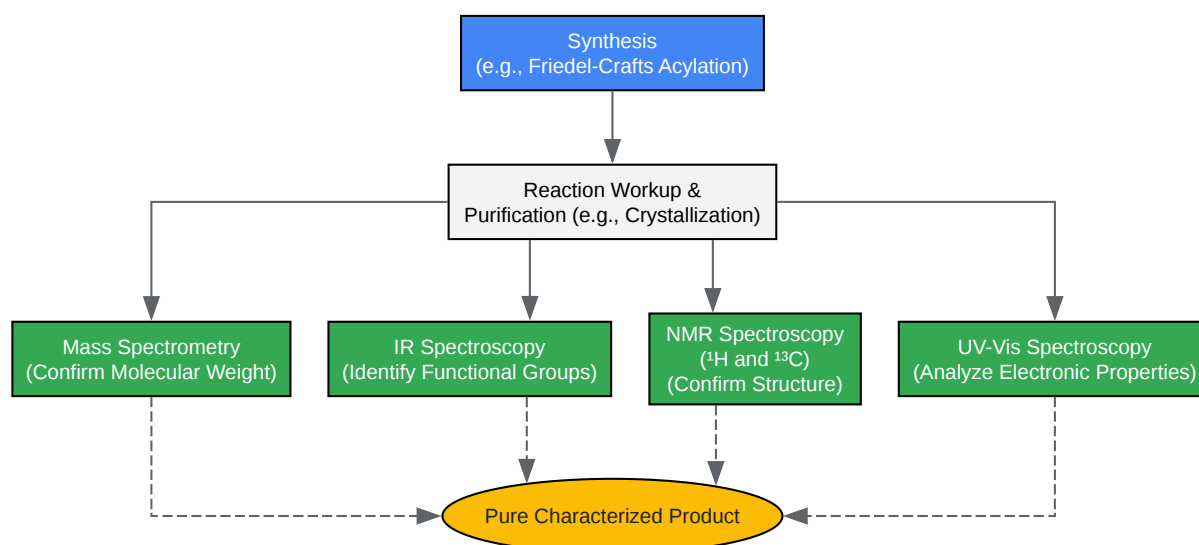 Synthesis
(e.g., Friedel-Crafts Acylation)
Reaction Workup &
Purification (e.g., Crystallization)
Mass Spectrometry
(Confirm Molecular Weight)
IR Spectroscopy
(Identify Functional Groups)
NMR Spectroscopy
(¹H and ¹³C)
(Confirm Structure)
UV-Vis Spectroscopy
(Analyze Electronic Properties)
Pure Characterized Product